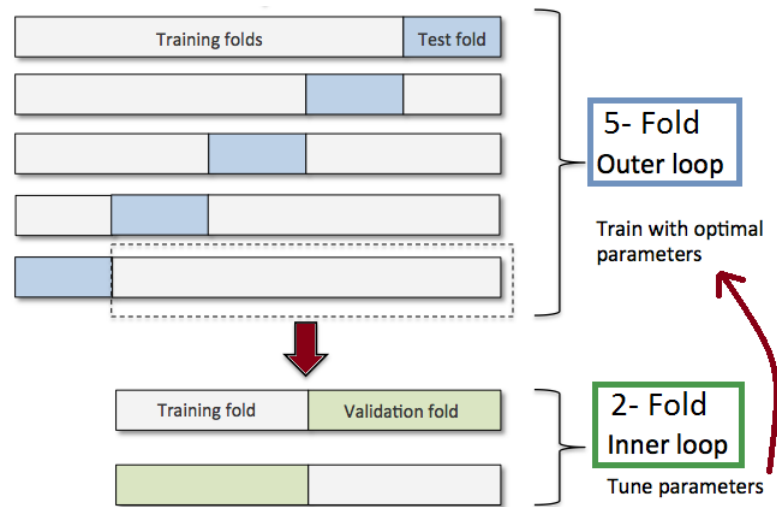 Training folds
Test fold
5- Fold
Outer loop
Train with optimal
parameters
Training fold
Validation fold
2- Fold
Inner loop
Tune parameters